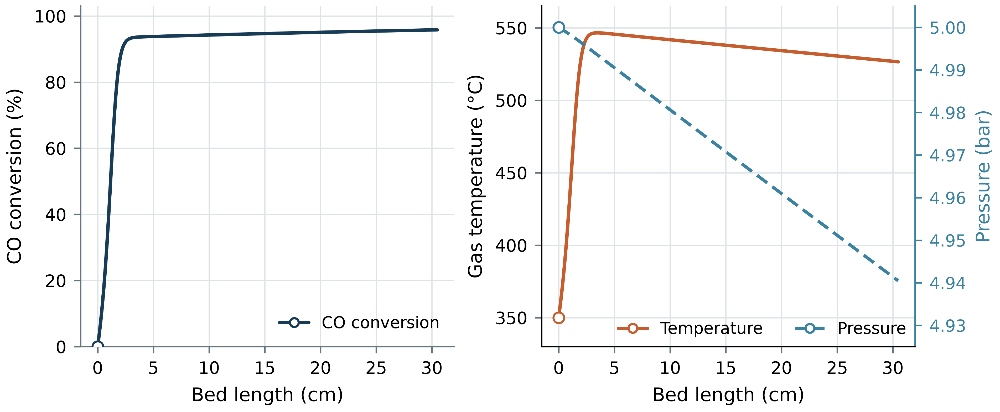 CO conversion (%)
100
80
60
40
20
0
0 5 10 15 20 25 30
Bed length (cm)
CO conversion
Gas temperature (°C)
550
500
450
400
350
0 5 10 15 20 25 30
Bed length (cm)
Temperature
Pressure
5.00
4.99
4.98
4.97
4.96
4.95
4.94
4.93
Pressure (bar)